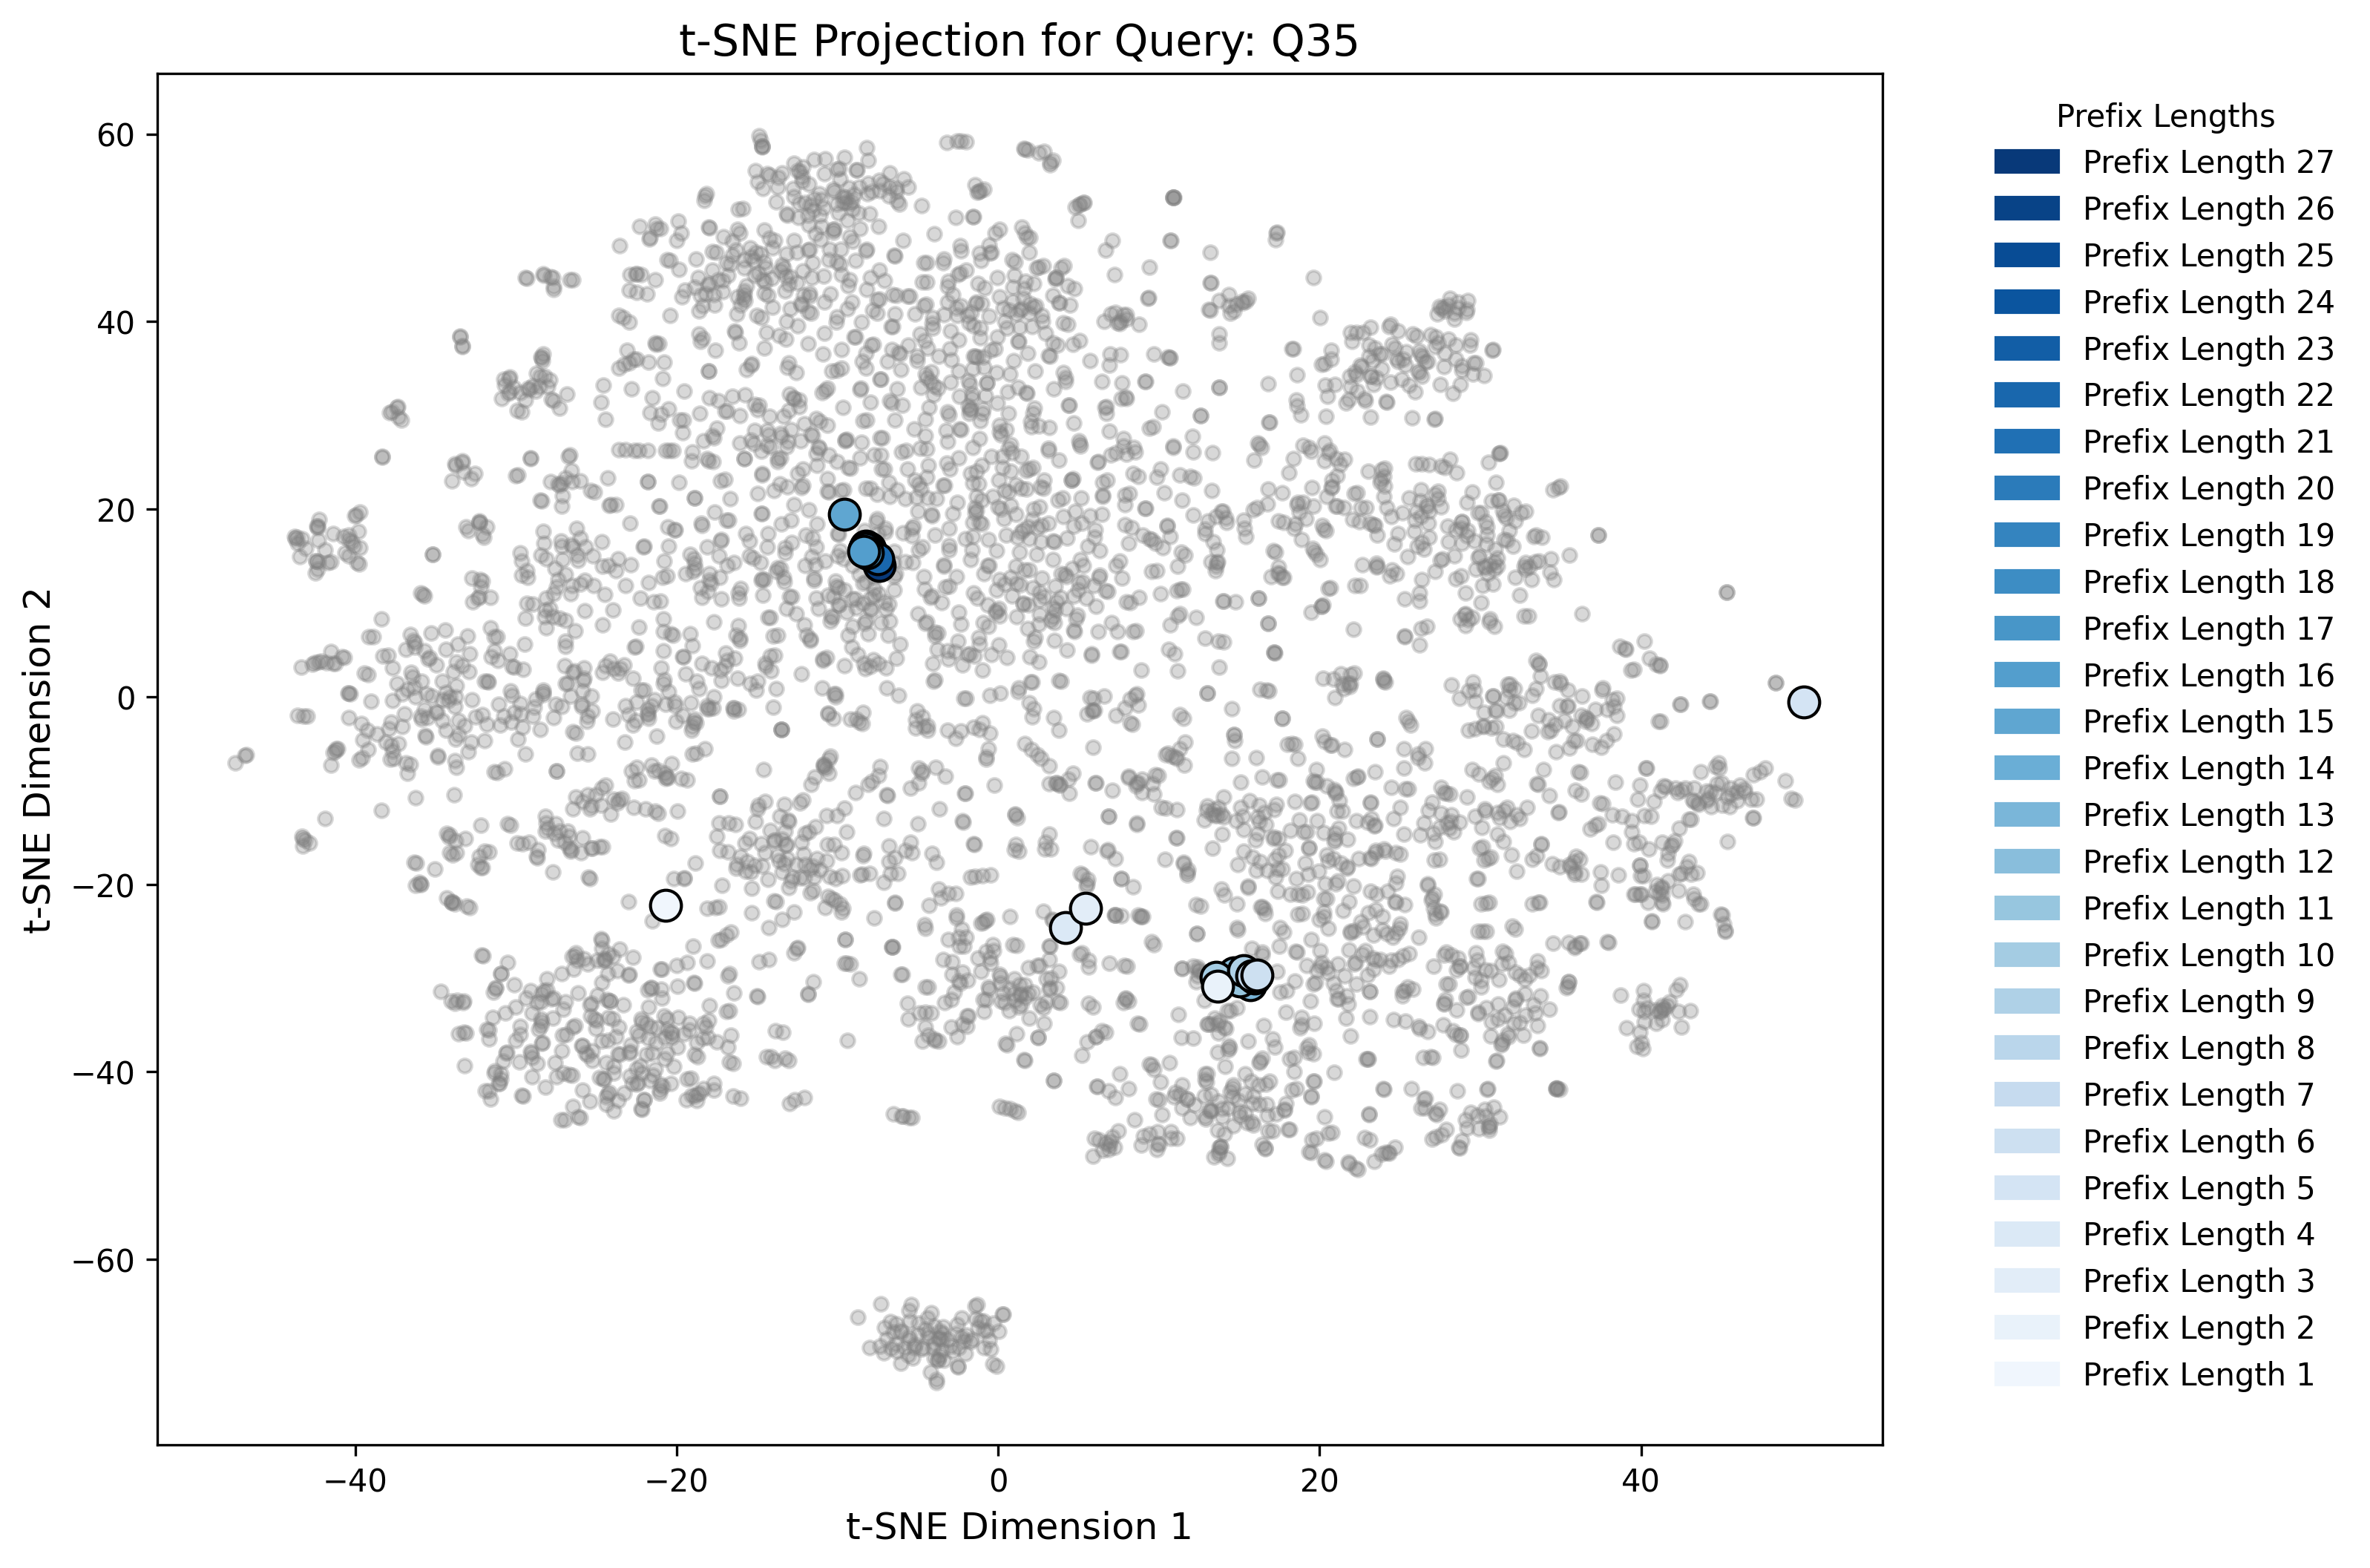 t-SNE Projection for Query: Q35
t-SNE Dimension 2
60
40
20
0
−20
−40
−60
−40
−20
0
20
40
t-SNE Dimension 1
Prefix Lengths
Prefix Length 27
Prefix Length 26
Prefix Length 25
Prefix Length 24
Prefix Length 23
Prefix Length 22
Prefix Length 21
Prefix Length 20
Prefix Length 19
Prefix Length 18
Prefix Length 17
Prefix Length 16
Prefix Length 15
Prefix Length 14
Prefix Length 13
Prefix Length 12
Prefix Length 11
Prefix Length 10
Prefix Length 9
Prefix Length 8
Prefix Length 7
Prefix Length 6
Prefix Length 5
Prefix Length 4
Prefix Length 3
Prefix Length 2
Prefix Length 1